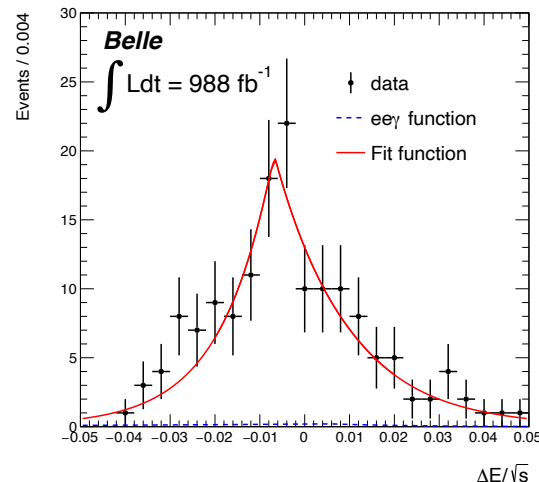 Events / 0.004
30
25
20
15
10
5
0
Belle
∫ Ldt = 988 fb⁻¹
data
eeγ function
Fit function
−0.05 −0.04 −0.03 −0.02 −0.01 0 0.01 0.02 0.03 0.04 0.05
ΔE/√s